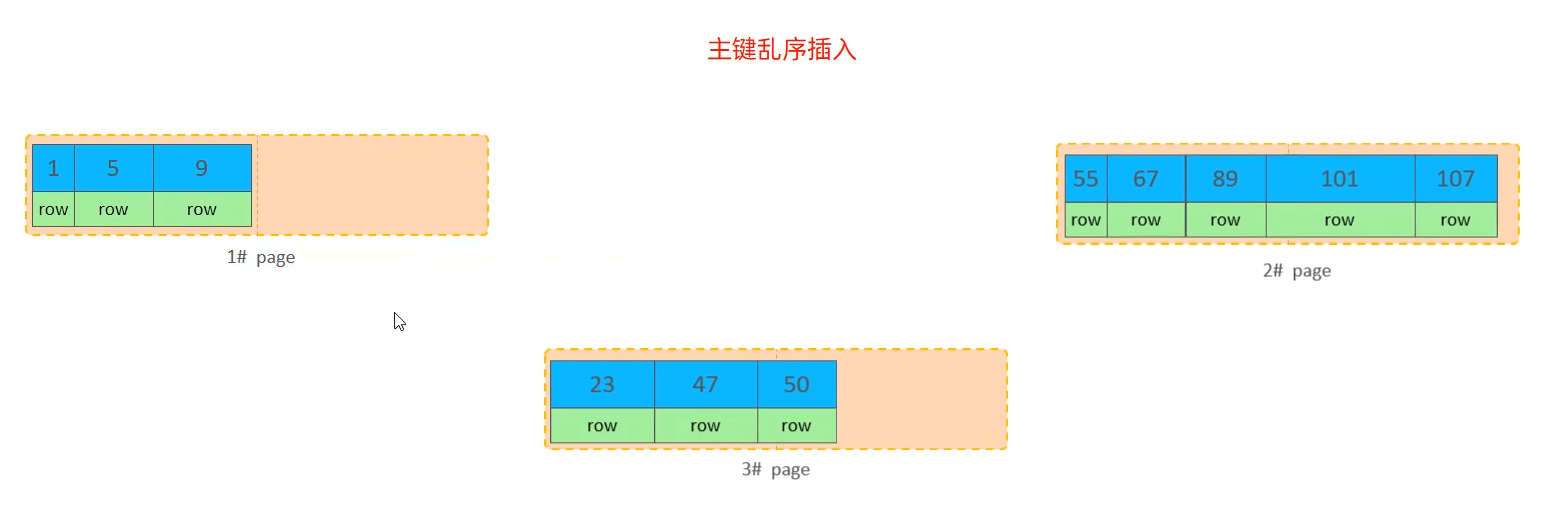 主键乱序插入
1 5 9
row row row
1# page
55 67 89 101 107
row row row row row
2# page
23 47 50
row row row
3# page